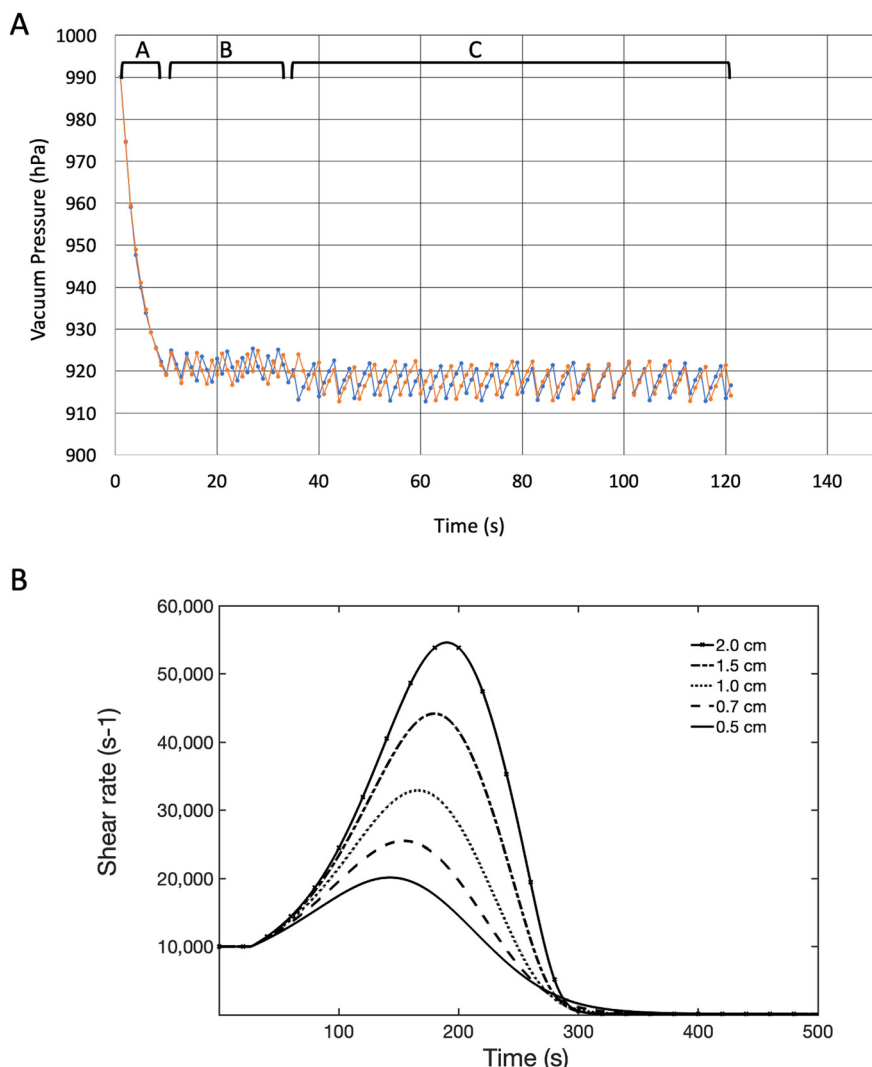 A
1000
A B C
990
980
970
960
950
940
930
920
910
900
Vacuum Pressure (hPa)
0 20 40 60 80 100 120 140
Time (s)
B
60,000
50,000
40,000
30,000
20,000
10,000
Shear rate (s-1)
2.0 cm
1.5 cm
1.0 cm
0.7 cm
0.5 cm
100 200 300 400 500
Time (s)